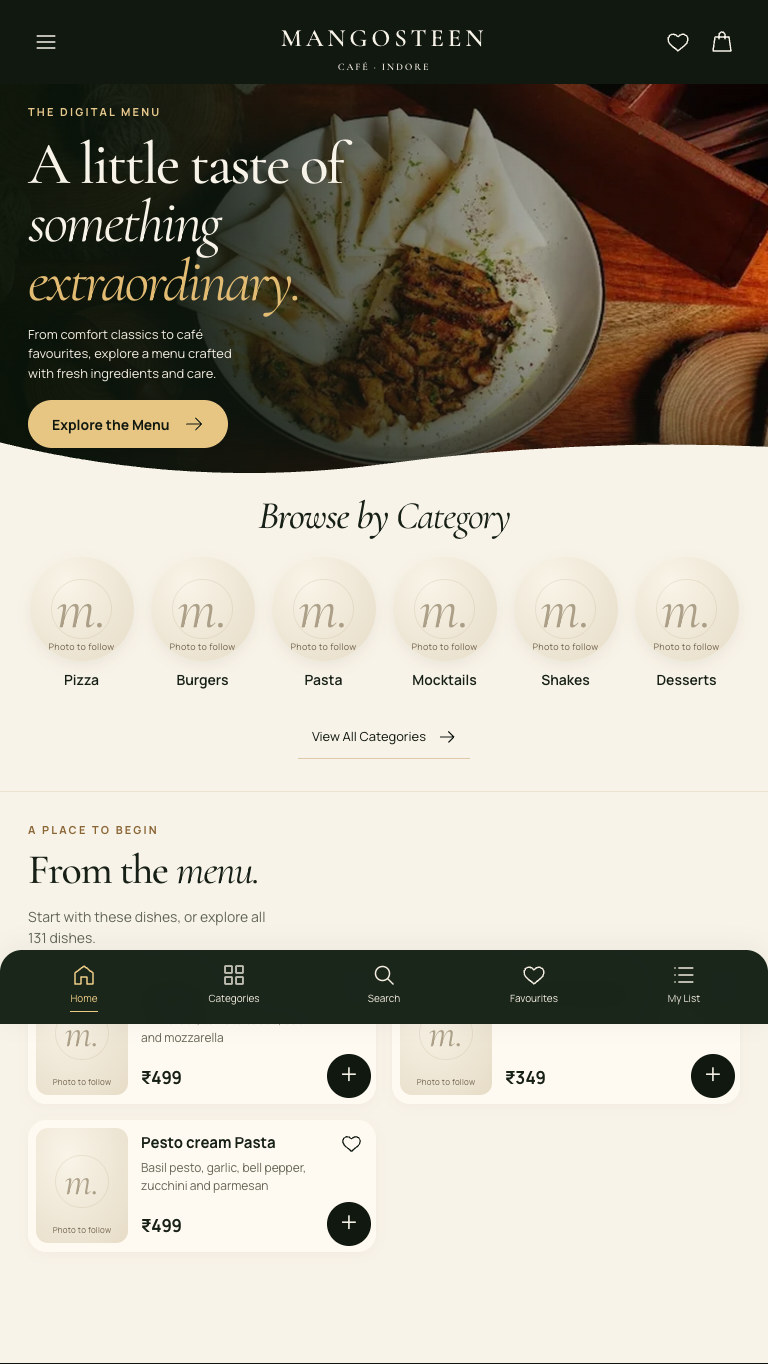 MANGOSTEEN
CAFÉ · INDORE
THE DIGITAL MENU
A little taste of
something
extraordinary.
From comfort classics to café
favourites, explore a menu crafted
with fresh ingredients and care.
Explore the Menu
Browse by Category
m. m. m. m. m. m.
Photo to follow Photo to follow Photo to follow Photo to follow Photo to follow Photo to follow
Pizza Burgers Pasta Mocktails Shakes Desserts
View All Categories
A PLACE TO BEGIN
From the menu.
Start with these dishes, or explore all
131 dishes.
Home Categories Search Favourites My List
m. and mozzarella m.
Photo to follow ₹499 Photo to follow ₹349
Pesto cream Pasta
Basil pesto, garlic, bell pepper,
m. zucchini and parmesan
Photo to follow ₹499